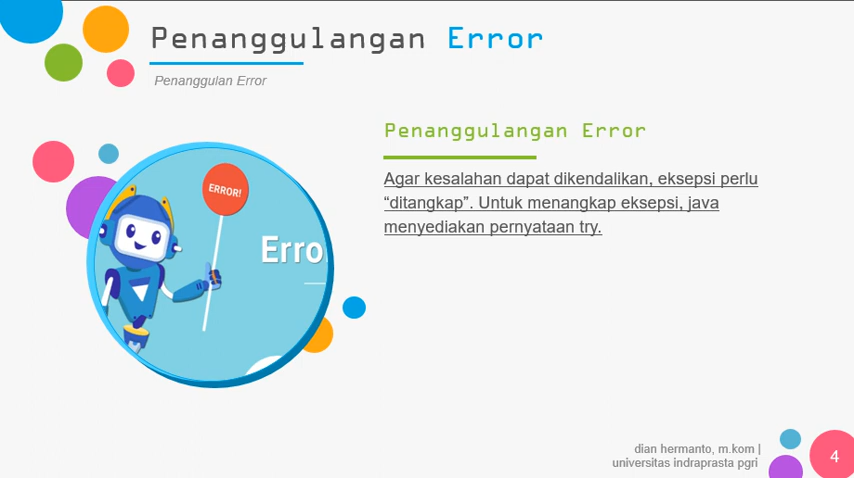 Penanggulangan Error
Penanggulan Error
Penanggulangan Error
Agar kesalahan dapat dikendalikan, eksepsi perlu
“ditangkap”. Untuk menangkap eksepsi, java
menyediakan pernyataan try.
ERROR!
Erro
dian hermanto, m.kom |
universitas indraprasta pgri
4